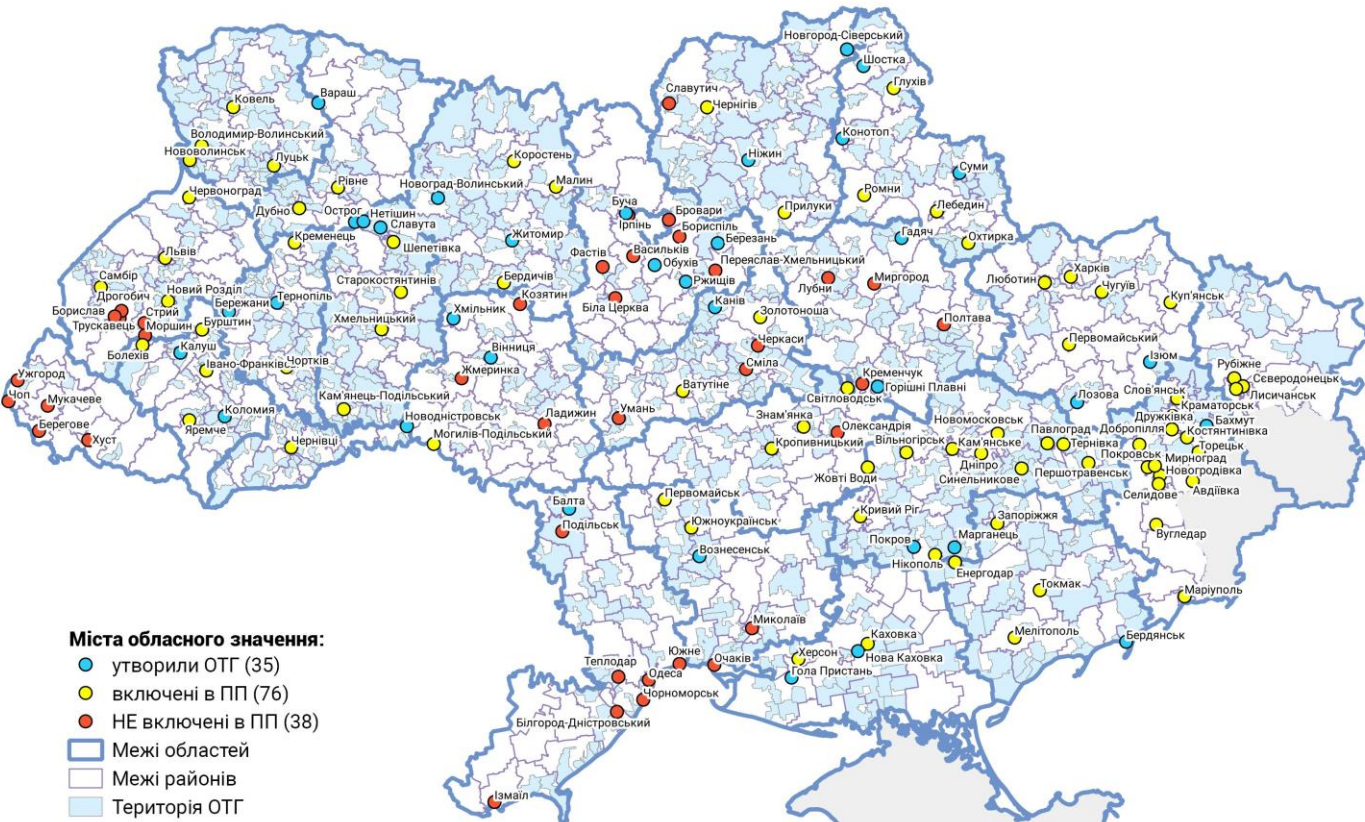 Новгород-Сіверський
Шостка
Глухів
Славутич
Чернігів
Ковель
Вараш
Конотоп
Володимир-Волинський
Нововолинськ
Луцьк
Коростень
Ніжин
Суми
Червоноград
Рівне
Новоград-Волинський
Малин
Ромни
Дубно
Острог
Нетішин
Славута
Буча
Ірпінь
Бровари
Прилуки
Лебедин
Кременець
Шепетівка
Житомир
Бориспіль
Березань
Гадяч
Охтирка
Львів
Фастів
Васильків
Обухів
Переяслав-Хмельницький
Самбір
Старокостянтинів
Бердичів
Ржищів
Лубни
Миргород
Люботин
Харків
Чугуїв
Дрогобич
Новий Розділ
Бережани
Тернопіль
Козятин
Біла Церква
Канів
Золотоноша
Куп'янськ
Борислав
Стрий
Трускавець
Моршин
Бурштин
Хмельницький
Хмільник
Полтава
Болехів
Калуш
Вінниця
Черкаси
Первомайський
Ізюм
Івано-Франківс
Чортків
Жмеринка
Сміла
Рубіжне
Ужгород
Чоп
Мукачеве
Ватутіне
Кременчук
Горішні Плавні
Світловодськ
Сєверодонецьк
Лисичанськ
Слов'янськ
Лозова
Краматорськ
Берегове
Хуст
Яремче
Коломия
Кам'янець-Подільський
Новодністровськ
Ладижин
Умань
Знам'янка
Олександрія
Новомосковськ
Дружківка
Бахмут
Чернівці
Могилів-Подільський
Кропивницький
Вільногірськ
Кам'янське
Павлоград
Тернівка
Добропілля
Костянтинівка
Торецьк
Дніпро
Синельникове
Першотравенськ
Покровськ
Мирноград
Новогродівка
Жовті Води
Селидове
Авдіївка
Балта
Первомайськ
Подільськ
Южноукраїнськ
Кривий Ріг
Запоріжжя
Вугледар
Вознесенськ
Покров
Марганець
Нікополь
Енергодар
Токмак
Маріуполь
Миколаїв
Каховка
Мелітополь
Бердянськ
Теплодар
Южне
Очаків
Херсон
Нова Каховка
Одеса
Гола Пристань
Чорноморськ
Білгород-Дністровський
Ізмаїл
Міста обласного значення:
утворили ОТГ (35)
включені в ПП (76)
НЕ включені в ПП (38)
Межі областей
Межі районів
Територія ОТГ